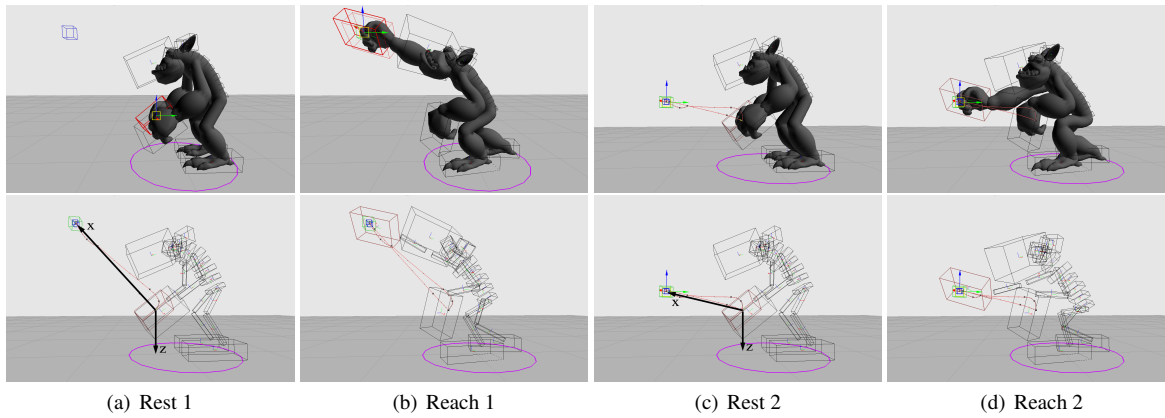 x
z
x
z
(a) Rest 1
(b) Reach 1
(c) Rest 2
(d) Reach 2